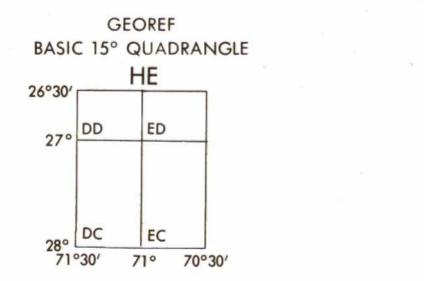 GEOREF
BASIC 15° QUADRANGLE
HE
26°30'
DD ED
27°
DC EC
28°
71°30' 71° 70°30'